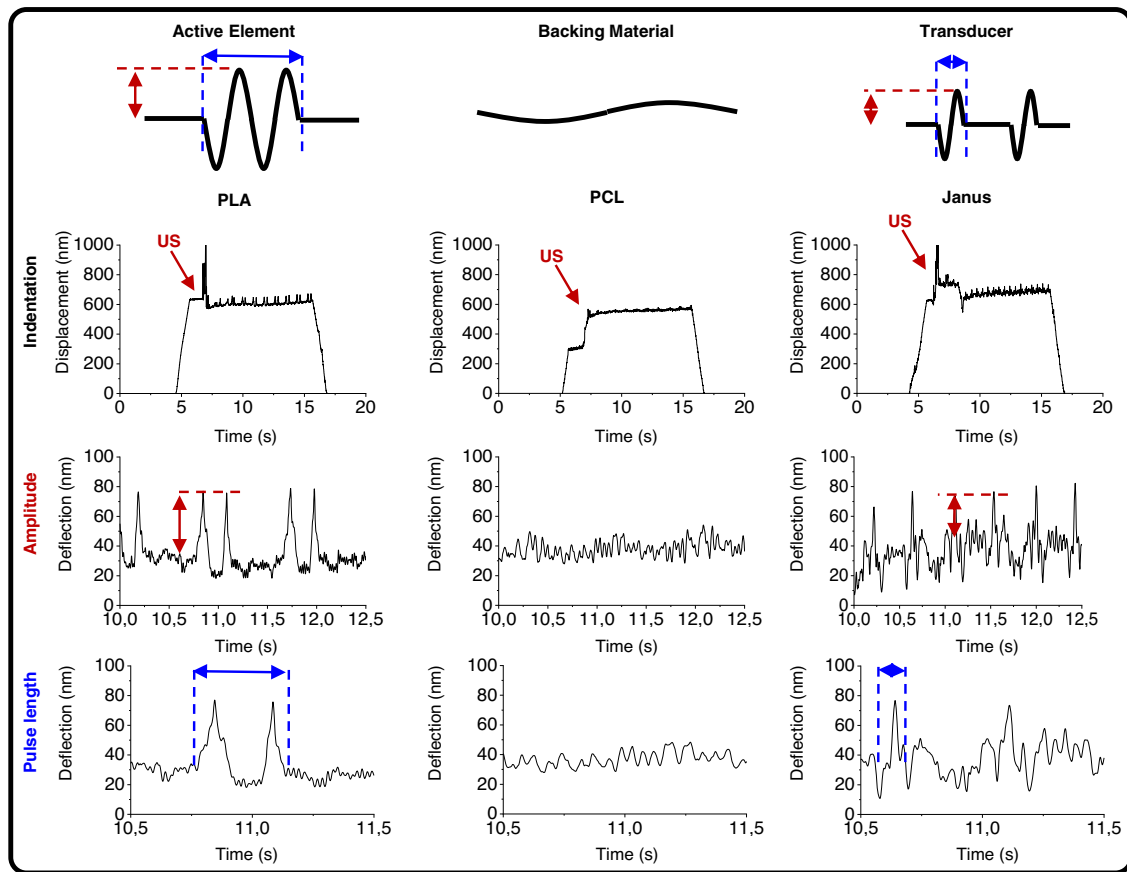 Active Element
Backing Material
Transducer
PLA
PCL
Janus
Indentation
Displacement (nm)
1000
800
600
400
200
0
US
0
5
10
15
20
Time (s)
Displacement (nm)
1000
800
600
400
200
0
US
0
5
10
15
20
Time (s)
Displacement (nm)
1000
800
600
400
200
0
US
0
5
10
15
20
Time (s)
Amplitude
Deflection (nm)
100
80
60
40
20
0
10,0 10,5 11,0 11,5 12,0 12,5
Time (s)
Deflection (nm)
100
80
60
40
20
0
10,0 10,5 11,0 11,5 12,0 12,5
Time (s)
Deflection (nm)
100
80
60
40
20
0
10,0 10,5 11,0 11,5 12,0 12,5
Time (s)
Pulse length
Deflection (nm)
100
80
60
40
20
0
10,5 11,0 11,5
Time (s)
Deflection (nm)
100
80
60
40
20
0
10,5 11,0 11,5
Time (s)
Deflection (nm)
100
80
60
40
20
0
10,5 11,0 11,5
Time (s)